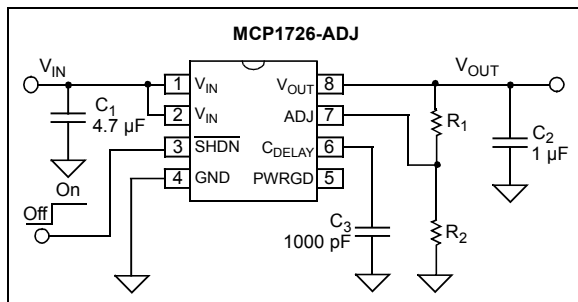 MCP1726-ADJ
VIN
VOUT
1 VIN VOUT 8
2 VIN ADJ 7
3 SHDN CDELAY 6
4 GND PWRGD 5
C1
4.7 µF
R1
C2
1 µF
On
Off
C3
1000 pF
R2